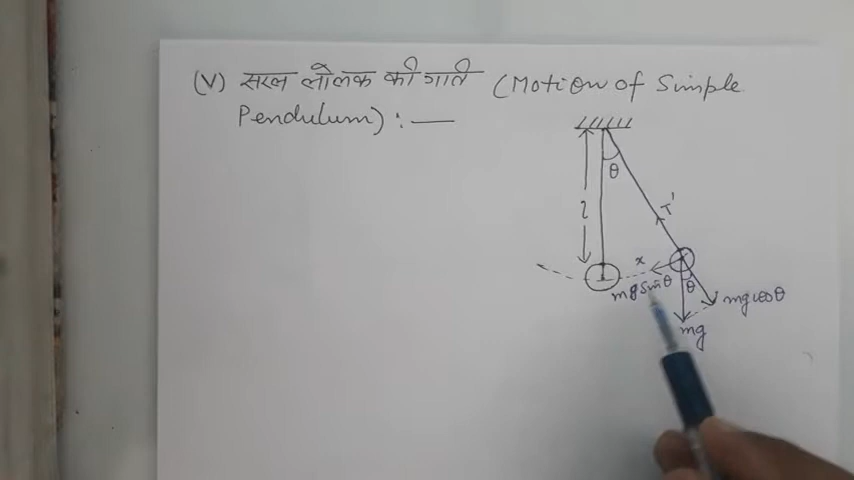 (V) सरल लोलक की गति (Motion of Simple
Pendulum) : —
θ
l
T'
x
mg sinθ
θ
mg cosθ
mg